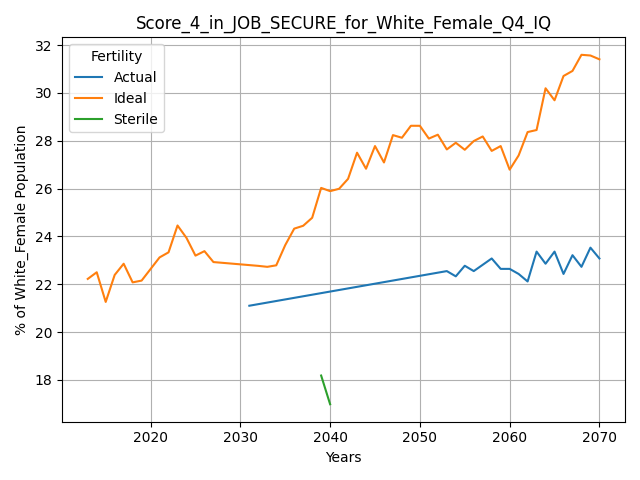 Score_4_in_JOB_SECURE_for_White_Female_Q4_IQ
Fertility
Actual
Ideal
Sterile
% of White_Female Population
32
30
28
26
24
22
20
18
2020 2030 2040 2050 2060 2070
Years